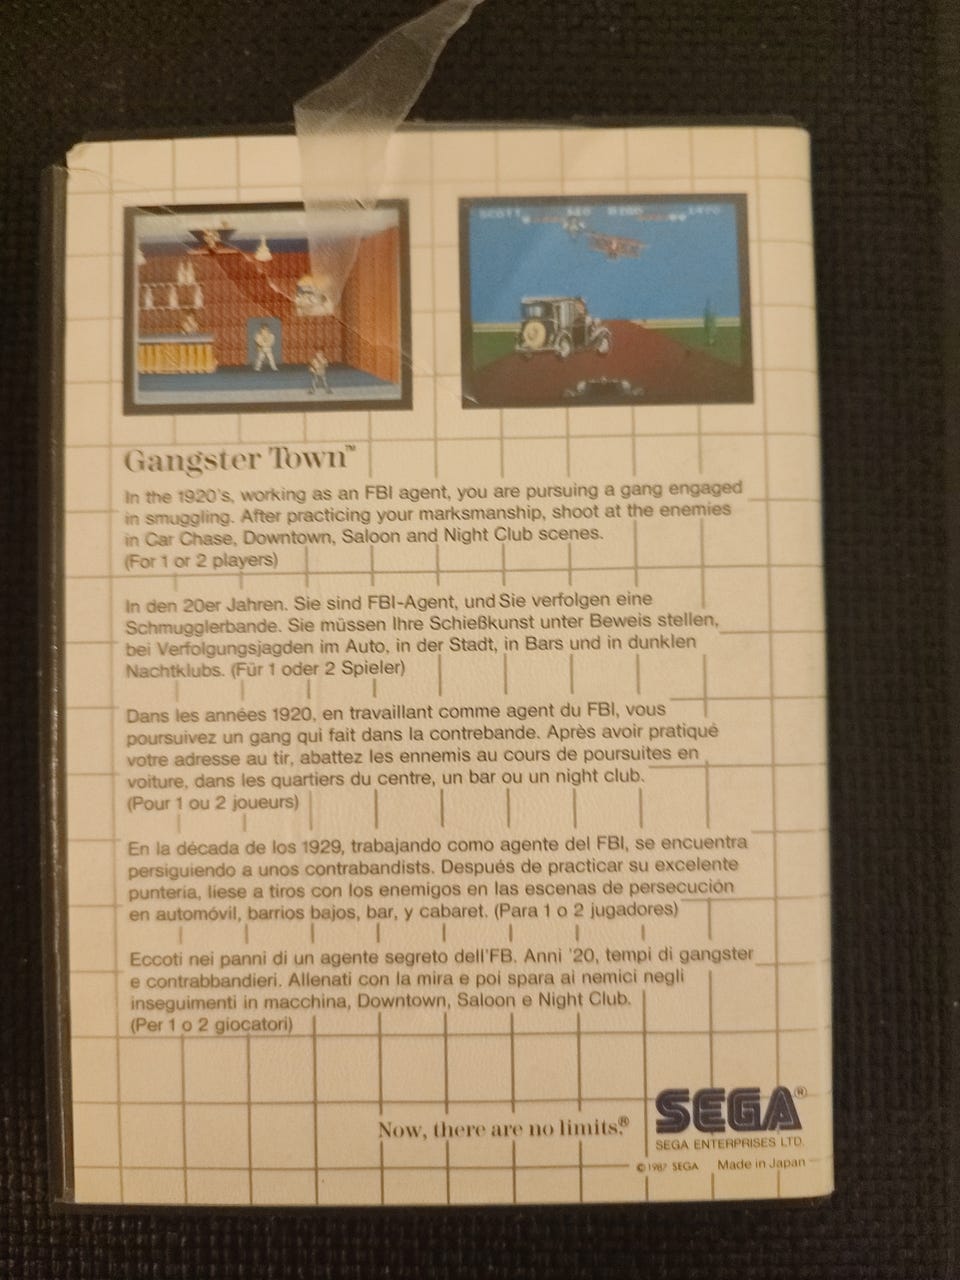 SCOTT
Gangster Town™
In the 1920's, working as an FBI agent, you are pursuing a gang engaged
in smuggling. After practicing your marksmanship, shoot at the enemies
in Car Chase, Downtown, Saloon and Night Club scenes.
(For 1 or 2 players)
In den 20er Jahren. Sie sind FBI-Agent, und Sie verfolgen eine
Schmugglerbande. Sie müssen Ihre Schießkunst unter Beweis stellen,
bei Verfolgungsjagden im Auto, in der Stadt, in Bars und in dunklen
Nachtklubs. (Für 1 oder 2 Spieler)
Dans les années 1920, en travaillant comme agent du FBI, vous
poursuivez un gang qui fait dans la contrebande. Après avoir pratiqué
votre adresse au tir, abattez les ennemis au cours de poursuites en
voiture, dans les quartiers du centre, un bar ou un night club.
(Pour 1 ou 2 joueurs)
En la década de los 1929, trabajando como agente del FBI, se encuentra
persiguiendo a unos contrabandists. Después de practicar su excelente
puntería, líese a tiros con los enemigos en las escenas de persecución
en automóvil, barrios bajos, bar, y cabaret. (Para 1 o 2 jugadores)
Eccoti nei panni di un agente segreto dell'FB. Anni '20, tempi di gangster
e contrabbandieri. Allenati con la mira e poi spara ai nemici negli
inseguimenti in macchina, Downtown, Saloon e Night Club.
(Per 1 o 2 giocatori)
Now, there are no limits.®
SEGA®
SEGA ENTERPRISES LTD.
©1987 SEGA Made in Japan